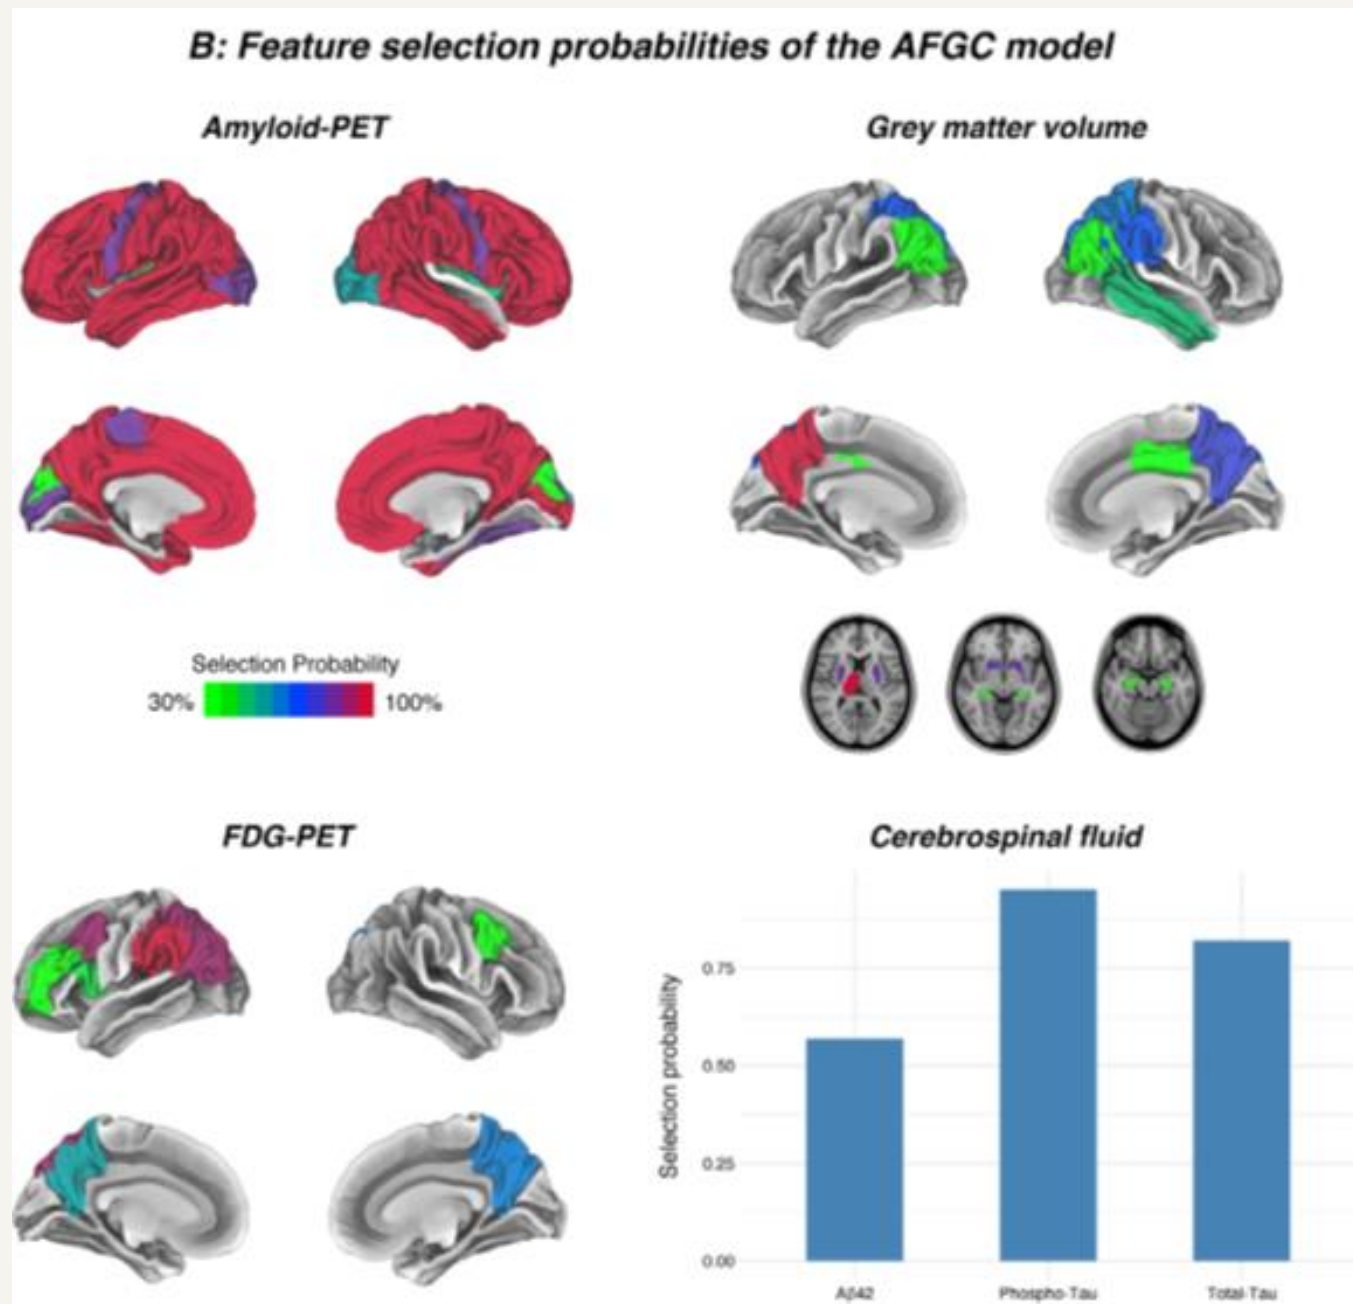 B: Feature selection probabilities of the AFGC model
Amyloid-PET
Grey matter volume
Selection Probability
30% 100%
FDG-PET
Cerebrospinal fluid
Selection probability
0.75
0.50
0.25
0.00
Aβ42 Phospho-Tau Total-Tau